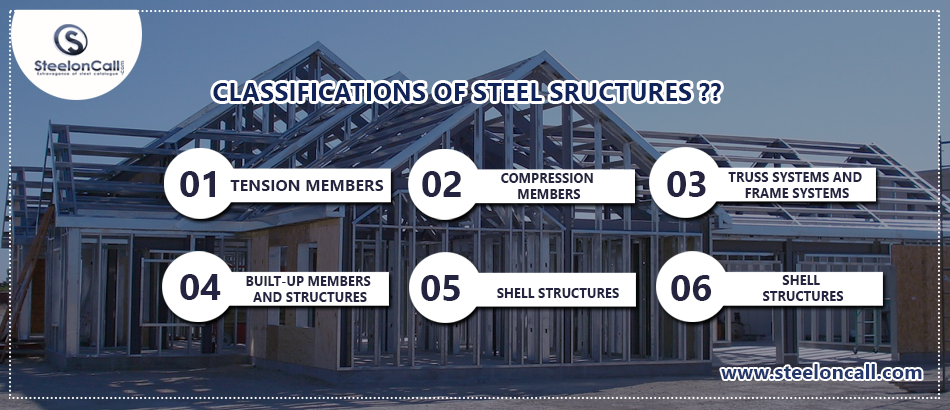 SteelonCall
.com
Extravagance of steel catalogue
CLASSIFICATIONS OF STEEL SRUCTURES ??
01 TENSION MEMBERS
02 COMPRESSION
MEMBERS
03 TRUSS SYSTEMS AND
FRAME SYSTEMS
04 BUILT-UP MEMBERS
AND STRUCTURES
05 SHELL STRUCTURES
06 SHELL
STRUCTURES
www.steeloncall.com